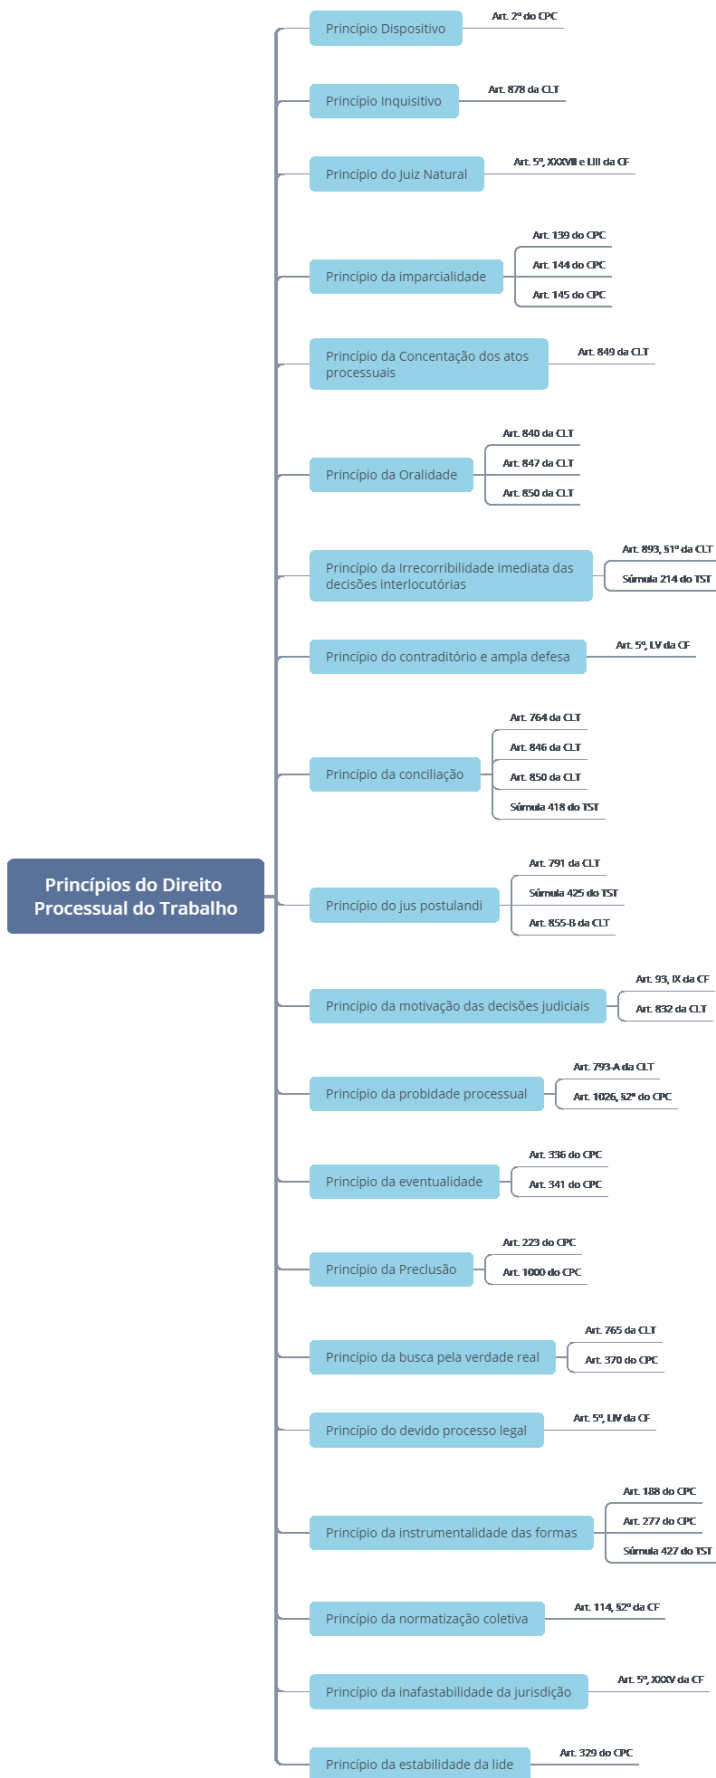 Princípio Dispositivo
Art. 2º do CPC
Princípio Inquisitivo
Art. 878 da CLT
Princípio do Juiz Natural
Art. 5º, XXXVII e LIII da CF
Princípio da imparcialidade
Art. 139 do CPC
Art. 144 do CPC
Art. 145 do CPC
Princípio da Concentação dos atos
processuais
Art. 849 da CLT
Princípio da Oralidade
Art. 840 da CLT
Art. 847 da CLT
Art. 850 da CLT
Princípio da Irrecorribilidade imediata das
decisões interlocutórias
Art. 893, §1º da CLT
Súmula 214 do TST
Princípio do contraditório e ampla defesa
Art. 5º, LV da CF
Princípio da conciliação
Art. 764 da CLT
Art. 846 da CLT
Art. 850 da CLT
Súmula 418 do TST
Princípios do Direito
Processual do Trabalho
Princípio do jus postulandi
Art. 791 da CLT
Súmula 425 do TST
Art. 855-B da CLT
Princípio da motivação das decisões judiciais
Art. 93, IX da CF
Art. 832 da CLT
Princípio da probidade processual
Art. 793-A da CLT
Art. 1026, §2º do CPC
Princípio da eventualidade
Art. 336 do CPC
Art. 341 do CPC
Princípio da Preclusão
Art. 223 do CPC
Art. 1000 do CPC
Princípio da busca pela verdade real
Art. 765 da CLT
Art. 370 do CPC
Princípio do devido processo legal
Art. 5º, LIV da CF
Princípio da instrumentalidade das formas
Art. 188 do CPC
Art. 277 do CPC
Súmula 427 do TST
Princípio da normatização coletiva
Art. 114, §2º da CF
Princípio da inafastabilidade da jurisdição
Art. 5º, XXXV da CF
Princípio da estabilidade da lide
Art. 329 do CPC